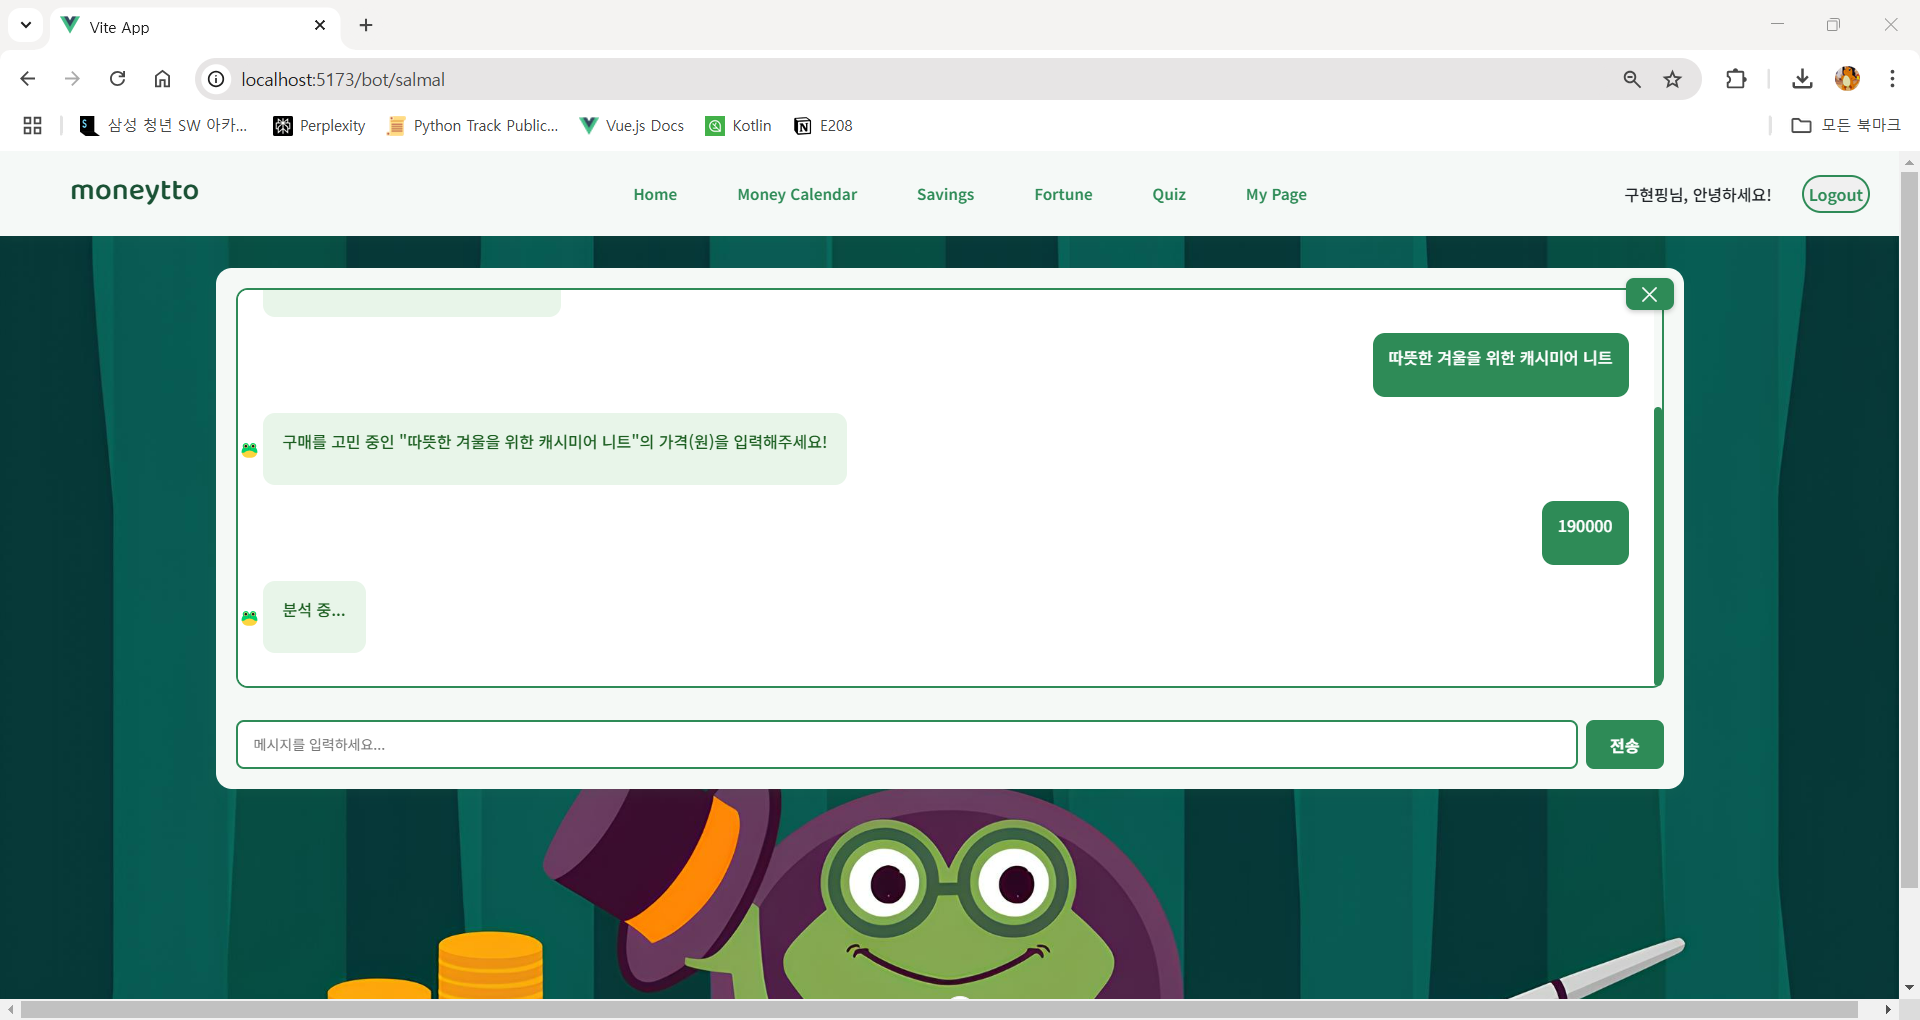 Vite App
localhost:5173/bot/salmal
삼성 청년 SW 아카...
Perplexity
Python Track Public...
Vue.js Docs
Kotlin
E208
모든 북마크
moneytto
Home
Money Calendar
Savings
Fortune
Quiz
My Page
구현핑님, 안녕하세요!
Logout
따뜻한 겨울을 위한 캐시미어 니트
구매를 고민 중인 "따뜻한 겨울을 위한 캐시미어 니트"의 가격(원)을 입력해주세요!
190000
분석 중...
메시지를 입력하세요...
전송